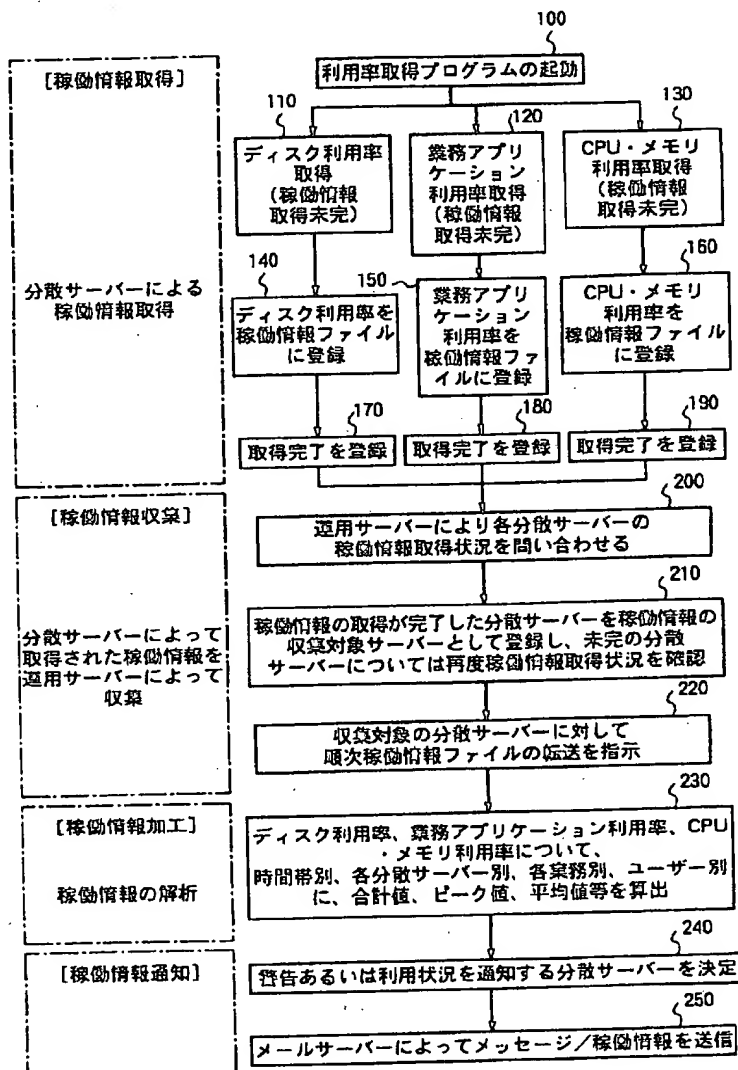 100
利用率取得プログラムの起動
[稼働情報取得]
分散サーバーによる
稼働情報取得
110
ディスク利用率
取得
(稼働情報
取得未完)
120
業務アプリ
ケーション
利用率取得
(稼働情報
取得未完)
130
CPU・メモリ
利用率取得
(稼働情報
取得未完)
140
ディスク利用率を
稼働情報ファイル
に登録
150
業務アプリ
ケーション
利用率を
稼働情報ファ
イルに登録
160
CPU・メモリ
利用率を
稼働情報ファイル
に登録
170
取得完了を登録
180
取得完了を登録
190
取得完了を登録
[稼働情報収集]
分散サーバーによって
取得された稼働情報を
運用サーバーによって
収集
200
運用サーバーにより各分散サーバーの
稼働情報取得状況を問い合わせる
210
稼働情報の取得が完了した分散サーバーを稼働情報の
収集対象サーバーとして登録し、未完の分散
サーバーについては再度稼働情報取得状況を確認
220
収集対象の分散サーバーに対して
順次稼働情報ファイルの転送を指示
[稼働情報加工]
稼働情報の解析
230
ディスク利用率、業務アプリケーション利用率、CPU
・メモリ利用率について、
時間帯別、各分散サーバー別、各業務別、ユーザー別
に、合計値、ピーク値、平均値等を算出
[稼働情報通知]
240
警告あるいは利用状況を通知する分散サーバーを決定
250
メールサーバーによってメッセージ/稼働情報を送信